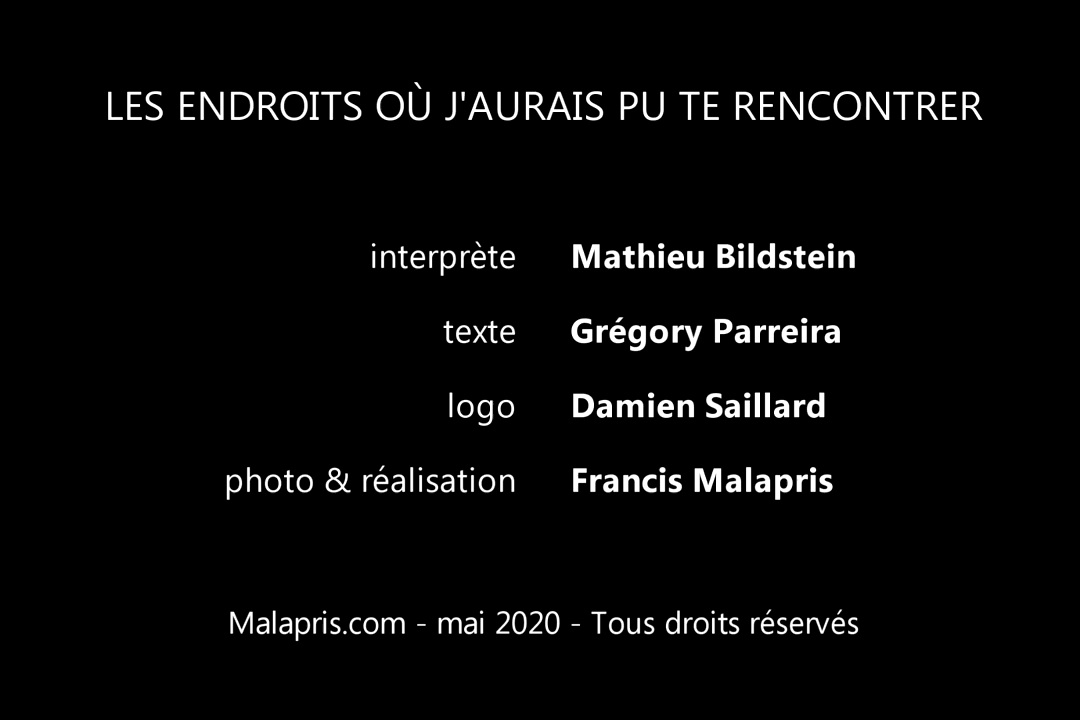 LES ENDROITS OÙ J'AURAIS PU TE RENCONTRER
interprète Mathieu Bildstein
texte Grégory Parreira
logo Damien Saillard
photo & réalisation Francis Malapris
Malapris.com - mai 2020 - Tous droits réservés